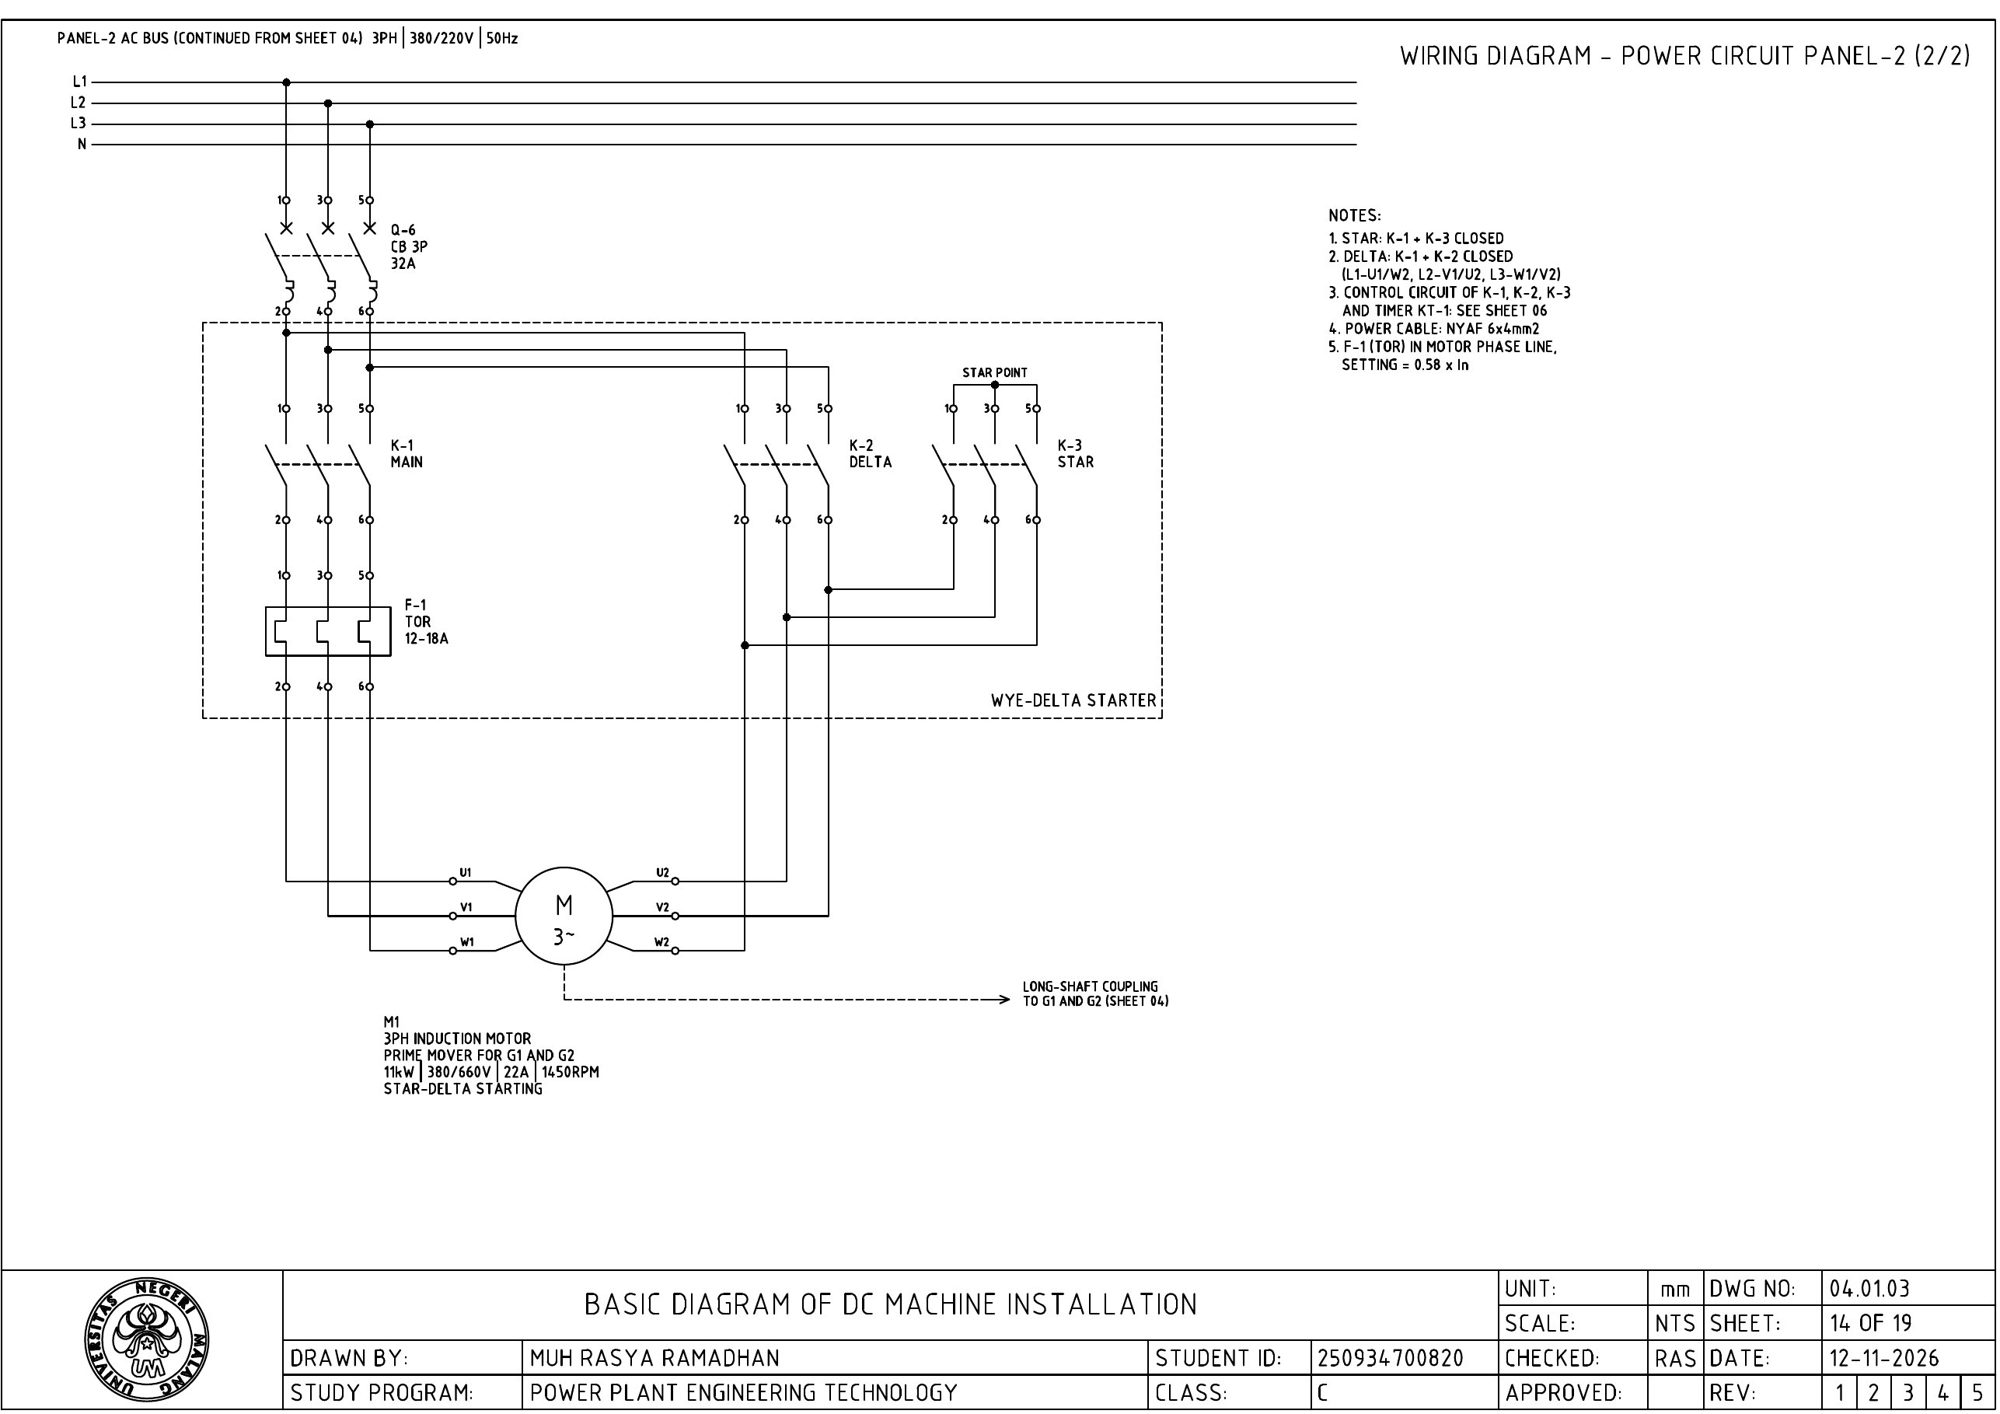 PANEL-2 AC BUS (CONTINUED FROM SHEET 04) 3PH | 380/220V | 50Hz
WIRING DIAGRAM - POWER CIRCUIT PANEL-2 (2/2)
L1
L2
L3
N
1 3 5
Q-6
CB 3P
32A
2 4 6
NOTES:
1. STAR: K-1 + K-3 CLOSED
2. DELTA: K-1 + K-2 CLOSED
(L1-U1/W2, L2-V1/U2, L3-W1/V2)
3. CONTROL CIRCUIT OF K-1, K-2, K-3
AND TIMER KT-1: SEE SHEET 06
4. POWER CABLE: NYAF 6x4mm2
5. F-1 (TOR) IN MOTOR PHASE LINE,
SETTING = 0.58 x In
STAR POINT
1 3 5
1 3 5
1 3 5
K-1
MAIN
K-2
DELTA
K-3
STAR
2 4 6
2 4 6
2 4 6
1 3 5
F-1
TOR
12-18A
2 4 6
WYE-DELTA STARTER
U1
V1
W1
M
3~
U2
V2
W2
LONG-SHAFT COUPLING
TO G1 AND G2 (SHEET 04)
M1
3PH INDUCTION MOTOR
PRIME MOVER FOR G1 AND G2
11kW | 380/660V | 22A | 1450RPM
STAR-DELTA STARTING
UNIVERSITAS NEGERI MALANG
UM
BASIC DIAGRAM OF DC MACHINE INSTALLATION
DRAWN BY: MUH RASYA RAMADHAN STUDENT ID: 250934700820
STUDY PROGRAM: POWER PLANT ENGINEERING TECHNOLOGY CLASS: C
UNIT: mm DWG NO: 04.01.03
SCALE: NTS SHEET: 14 OF 19
CHECKED: RAS DATE: 12-11-2026
APPROVED: REV: 1 2 3 4 5